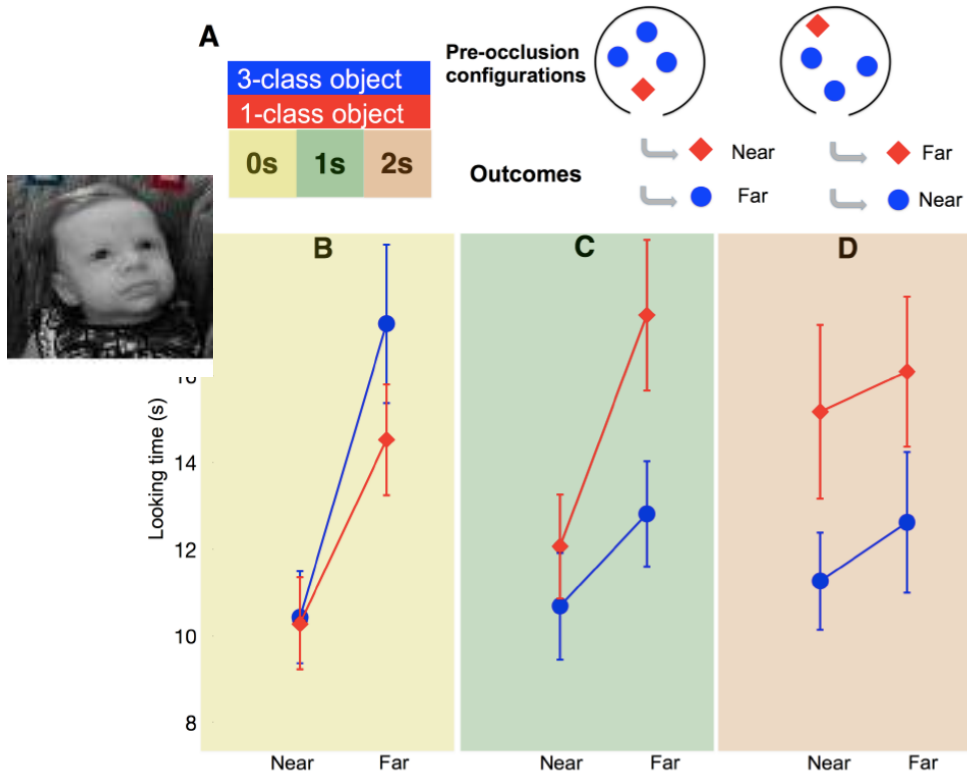 A
3-class object
1-class object
0s 1s 2s
Pre-occlusion
configurations
Outcomes
Near
Far
Far
Near
B
C
D
16
14
12
10
8
Looking time (s)
Near Far
Near Far
Near Far